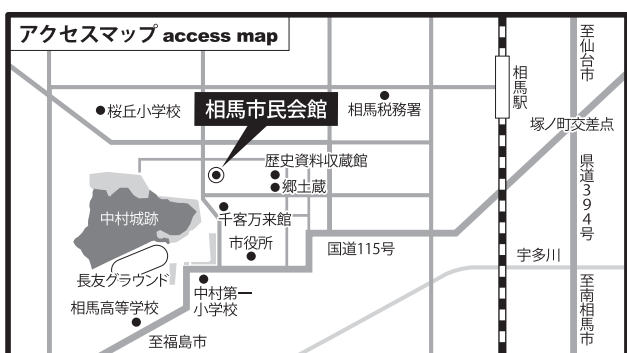 アクセスマップ access map
至仙台市
相馬駅
桜丘小学校
相馬市民会館
相馬税務署
塚ノ町交差点
歴史資料収蔵館
郷土蔵
県道394号
中村城跡
千客万来館
市役所
国道115号
宇多川
長友グラウンド
中村第一
小学校
相馬高等学校
至南相馬市
至福島市